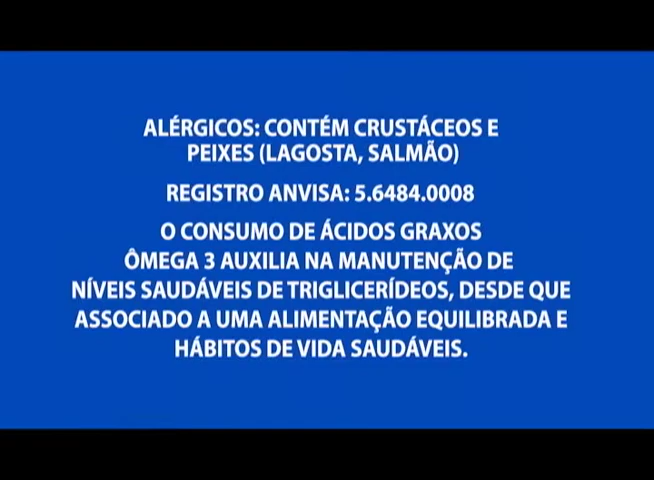 ALÉRGICOS: CONTÉM CRUSTÁCEOS E
PEIXES (LAGOSTA, SALMÃO)
REGISTRO ANVISA: 5.6484.0008
O CONSUMO DE ÁCIDOS GRAXOS
ÔMEGA 3 AUXILIA NA MANUTENÇÃO DE
NÍVEIS SAUDÁVEIS DE TRIGLICERÍDEOS, DESDE QUE
ASSOCIADO A UMA ALIMENTAÇÃO EQUILIBRADA E
HÁBITOS DE VIDA SAUDÁVEIS.